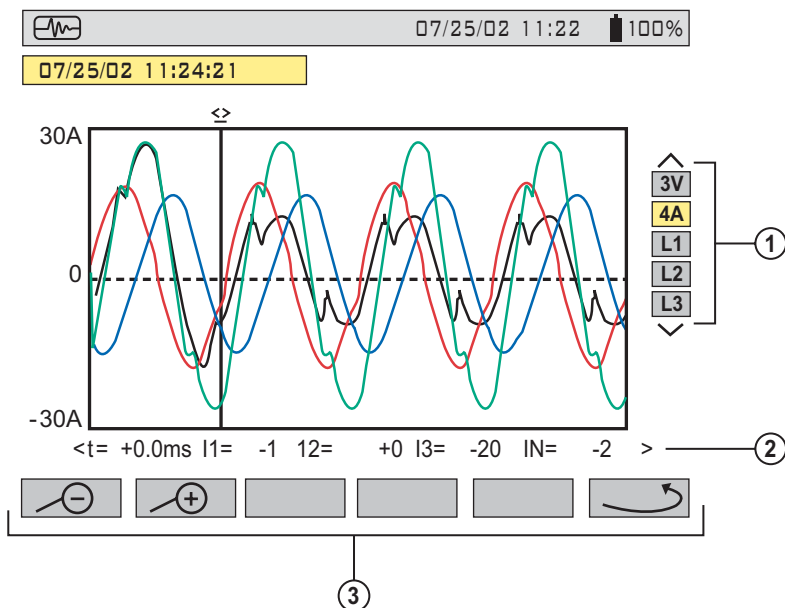 07/25/02 11:22 100%
07/25/02 11:24:21
<>
30A
0
-30A
3V
4A
L1
L2
L3
1
<t= +0.0ms I1= -1 12= +0 I3= -20 IN= -2 >
2
3